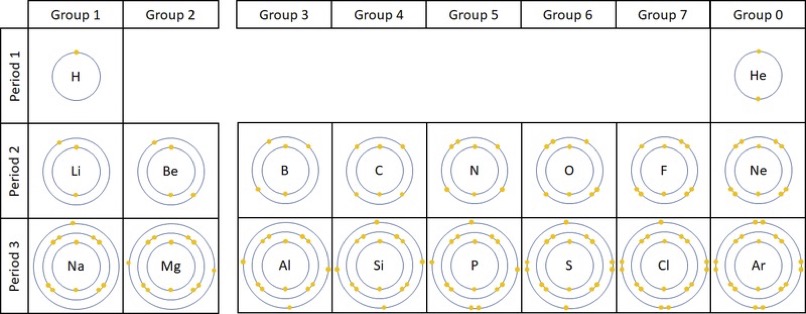 Group 1 Group 2 Group 3 Group 4 Group 5 Group 6 Group 7 Group 0
Period 1
H He
Period 2
Li Be B C N O F Ne
Period 3
Na Mg Al Si P S Cl Ar